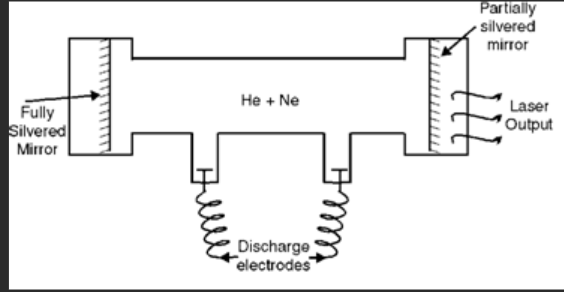 Partially
silvered
mirror
He + Ne
Fully
Silvered
Mirror
Laser
Output
Discharge
electrodes